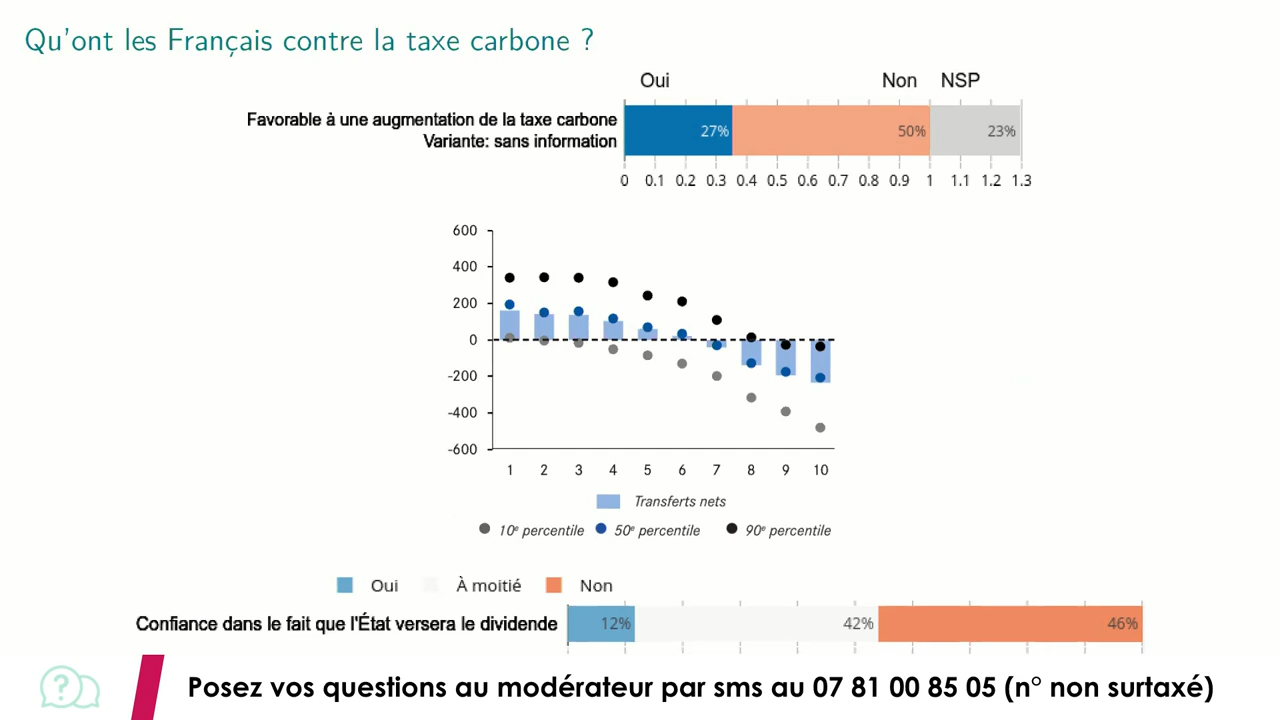 Qu'ont les Français contre la taxe carbone ?
Oui Non NSP
Favorable à une augmentation de la taxe carbone
Variante: sans information
27% 50% 23%
0 0.1 0.2 0.3 0.4 0.5 0.6 0.7 0.8 0.9 1 1.1 1.2 1.3
600
400
200
0
-200
-400
-600
1 2 3 4 5 6 7 8 9 10
Transferts nets
10e percentile 50e percentile 90e percentile
Oui À moitié Non
Confiance dans le fait que l'État versera le dividende 12% 42% 46%
Posez vos questions au modérateur par sms au 07 81 00 85 05 (n° non surtaxé)